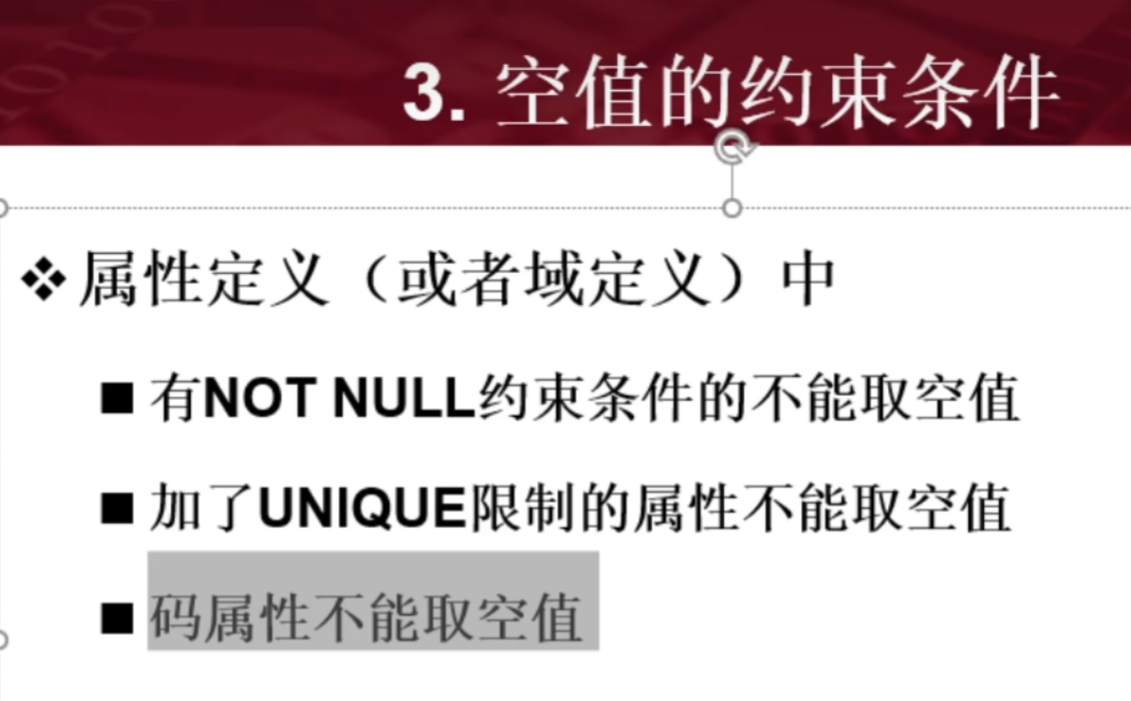 3. 空值的约束条件
属性定义（或者域定义）中
有NOT NULL约束条件的不能取空值
加了UNIQUE限制的属性不能取空值
码属性不能取空值